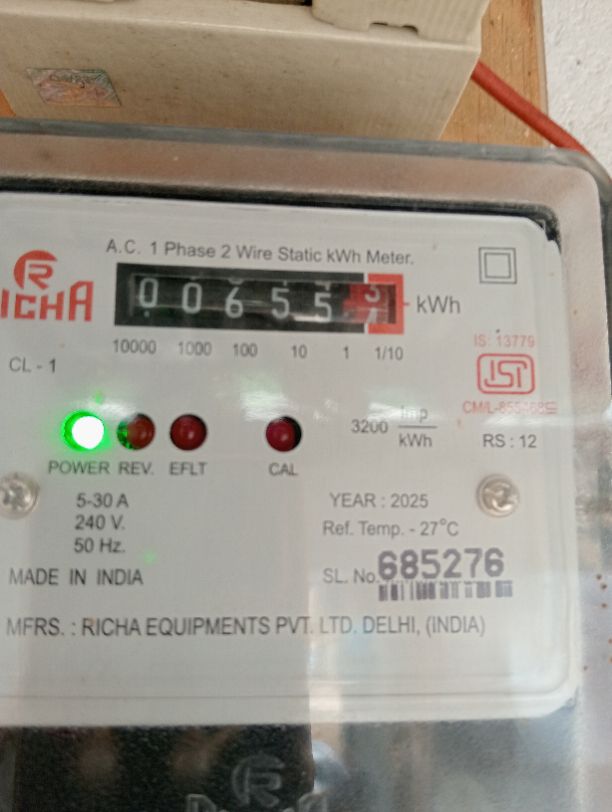 A.C. 1 Phase 2 Wire Static kWh Meter.
RICHA
0 0 6 5 5
kWh
10000 1000 100 10 1 1/10
IS: 13779
CL - 1
ISI
3200 Imp/kWh
RS : 12
POWER REV. EFLT CAL
5-30 A
YEAR : 2025
240 V.
Ref. Temp. - 27°C
50 Hz.
MADE IN INDIA
SL. No. 685276
MFRS. : RICHA EQUIPMENTS PVT. LTD. DELHI, (INDIA)